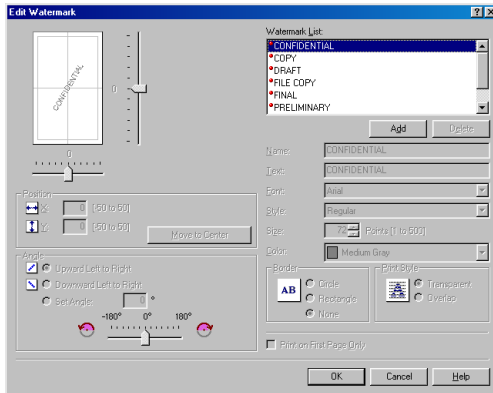 Edit Watermark
Watermark List:
CONFIDENTIAL
COPY
DRAFT
FILE COPY
FINAL
PRELIMINARY
CONFIDENTIAL
0
0
Add
Delete
Name: CONFIDENTIAL
Text: CONFIDENTIAL
Font: Arial
Style: Regular
Size: 72 Points [1 to 500]
Color: Medium Gray
Position
X: 0 [-50 to 50]
Y: 0 [-50 to 50]
Move to Center
Angle
Upward Left to Right
Downward Left to Right
Set Angle: 0 °
-180° 0° 180°
Border
AB
Circle
Rectangle
None
Print Style
Transparent
Overlap
Print on First Page Only
OK
Cancel
Help